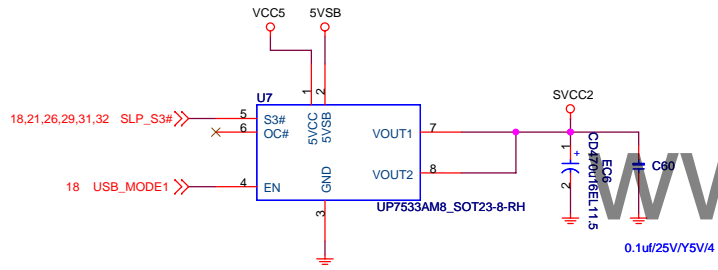 VCC5 5VSB
U7
1 2
18,21,26,29,31,32 SLP_S3# 5 S3# 5VCC 5VSB VOUT1 7
6 OC#
18 USB_MODE1 4 EN GND VOUT2 8
3
UP7533AM8_SOT23-8-RH
SVCC2
1 + EC6
2 CD470u16EL11.5
C60
0.1uf/25V/Y5V/4